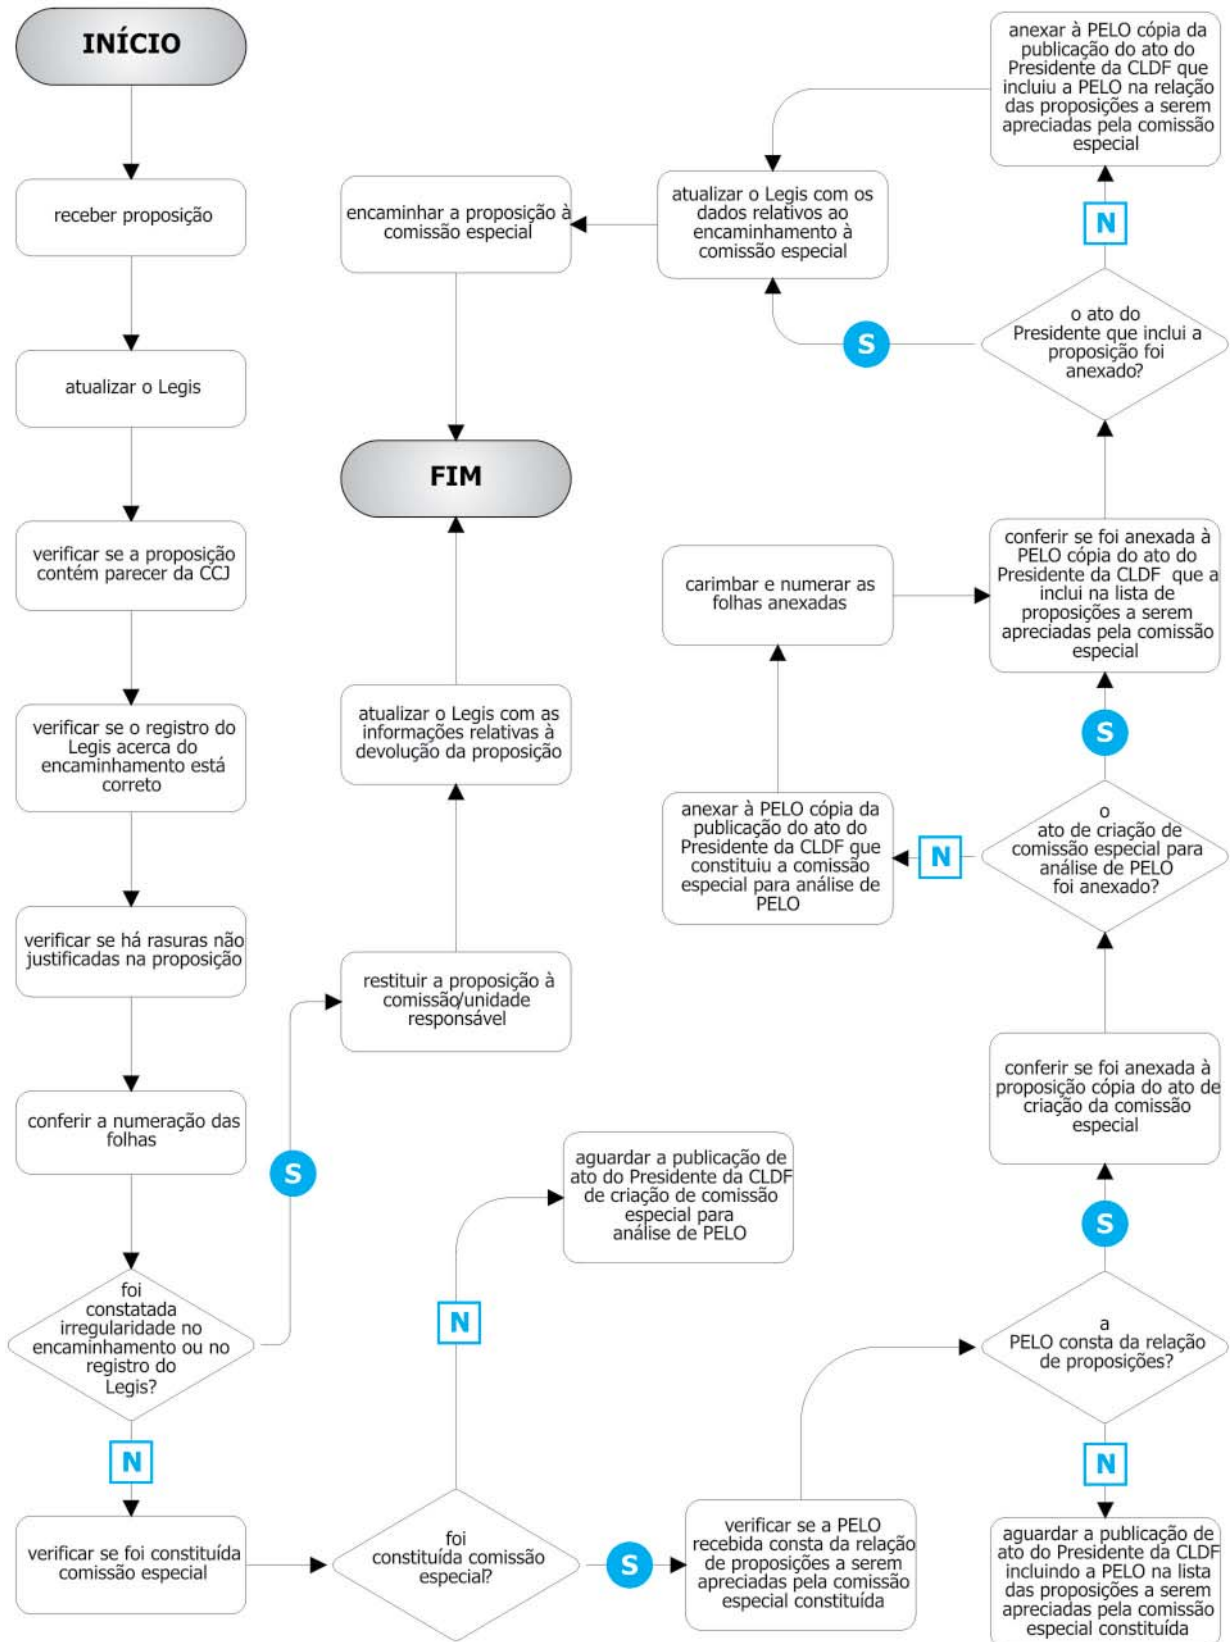 INÍCIO
receber proposição
atualizar o Legis
verificar se a proposição
contém parecer da CCJ
verificar se o registro do
Legis acerca do
encaminhamento está
correto
verificar se há rasuras não
justificadas na proposição
conferir a numeração das
folhas
foi
constatada
irregularidade no
encaminhamento ou no
registro do
Legis?
S
N
verificar se foi constituída
comissão especial
encaminhar a proposição à
comissão especial
FIM
atualizar o Legis com as
informações relativas à
devolução da proposição
restituir a proposição à
comissão/unidade
responsável
aguardar a publicação de
ato do Presidente da CLDF
de criação de comissão
especial para
análise de PELO
N
foi
constituída comissão
especial?
S
verificar se a PELO
recebida consta da relação
de proposições a serem
apreciadas pela comissão
especial constituída
anexar à PELO cópia da
publicação do ato do
Presidente da CLDF que
incluiu a PELO na relação
das proposições a serem
apreciadas pela comissão
especial
atualizar o Legis com os
dados relativos ao
encaminhamento à
comissão especial
N
S
o ato do
Presidente que inclui a
proposição foi
anexado?
conferir se foi anexada à
PELO cópia do ato do
Presidente da CLDF que a
inclui na lista de
proposições a serem
apreciadas pela comissão
especial
carimbar e numerar as
folhas anexadas
S
anexar à PELO cópia da
publicação do ato do
Presidente da CLDF que
constituiu a comissão
especial para análise de
PELO
N
o
ato de criação de
comissão especial para
análise de PELO
foi anexado?
conferir se foi anexada à
proposição cópia do ato de
criação da comissão
especial
S
a
PELO consta da relação
de proposições?
N
aguardar a publicação de
ato do Presidente da CLDF
incluindo a PELO na lista
das proposições a serem
apreciadas pela comissão
especial constituída